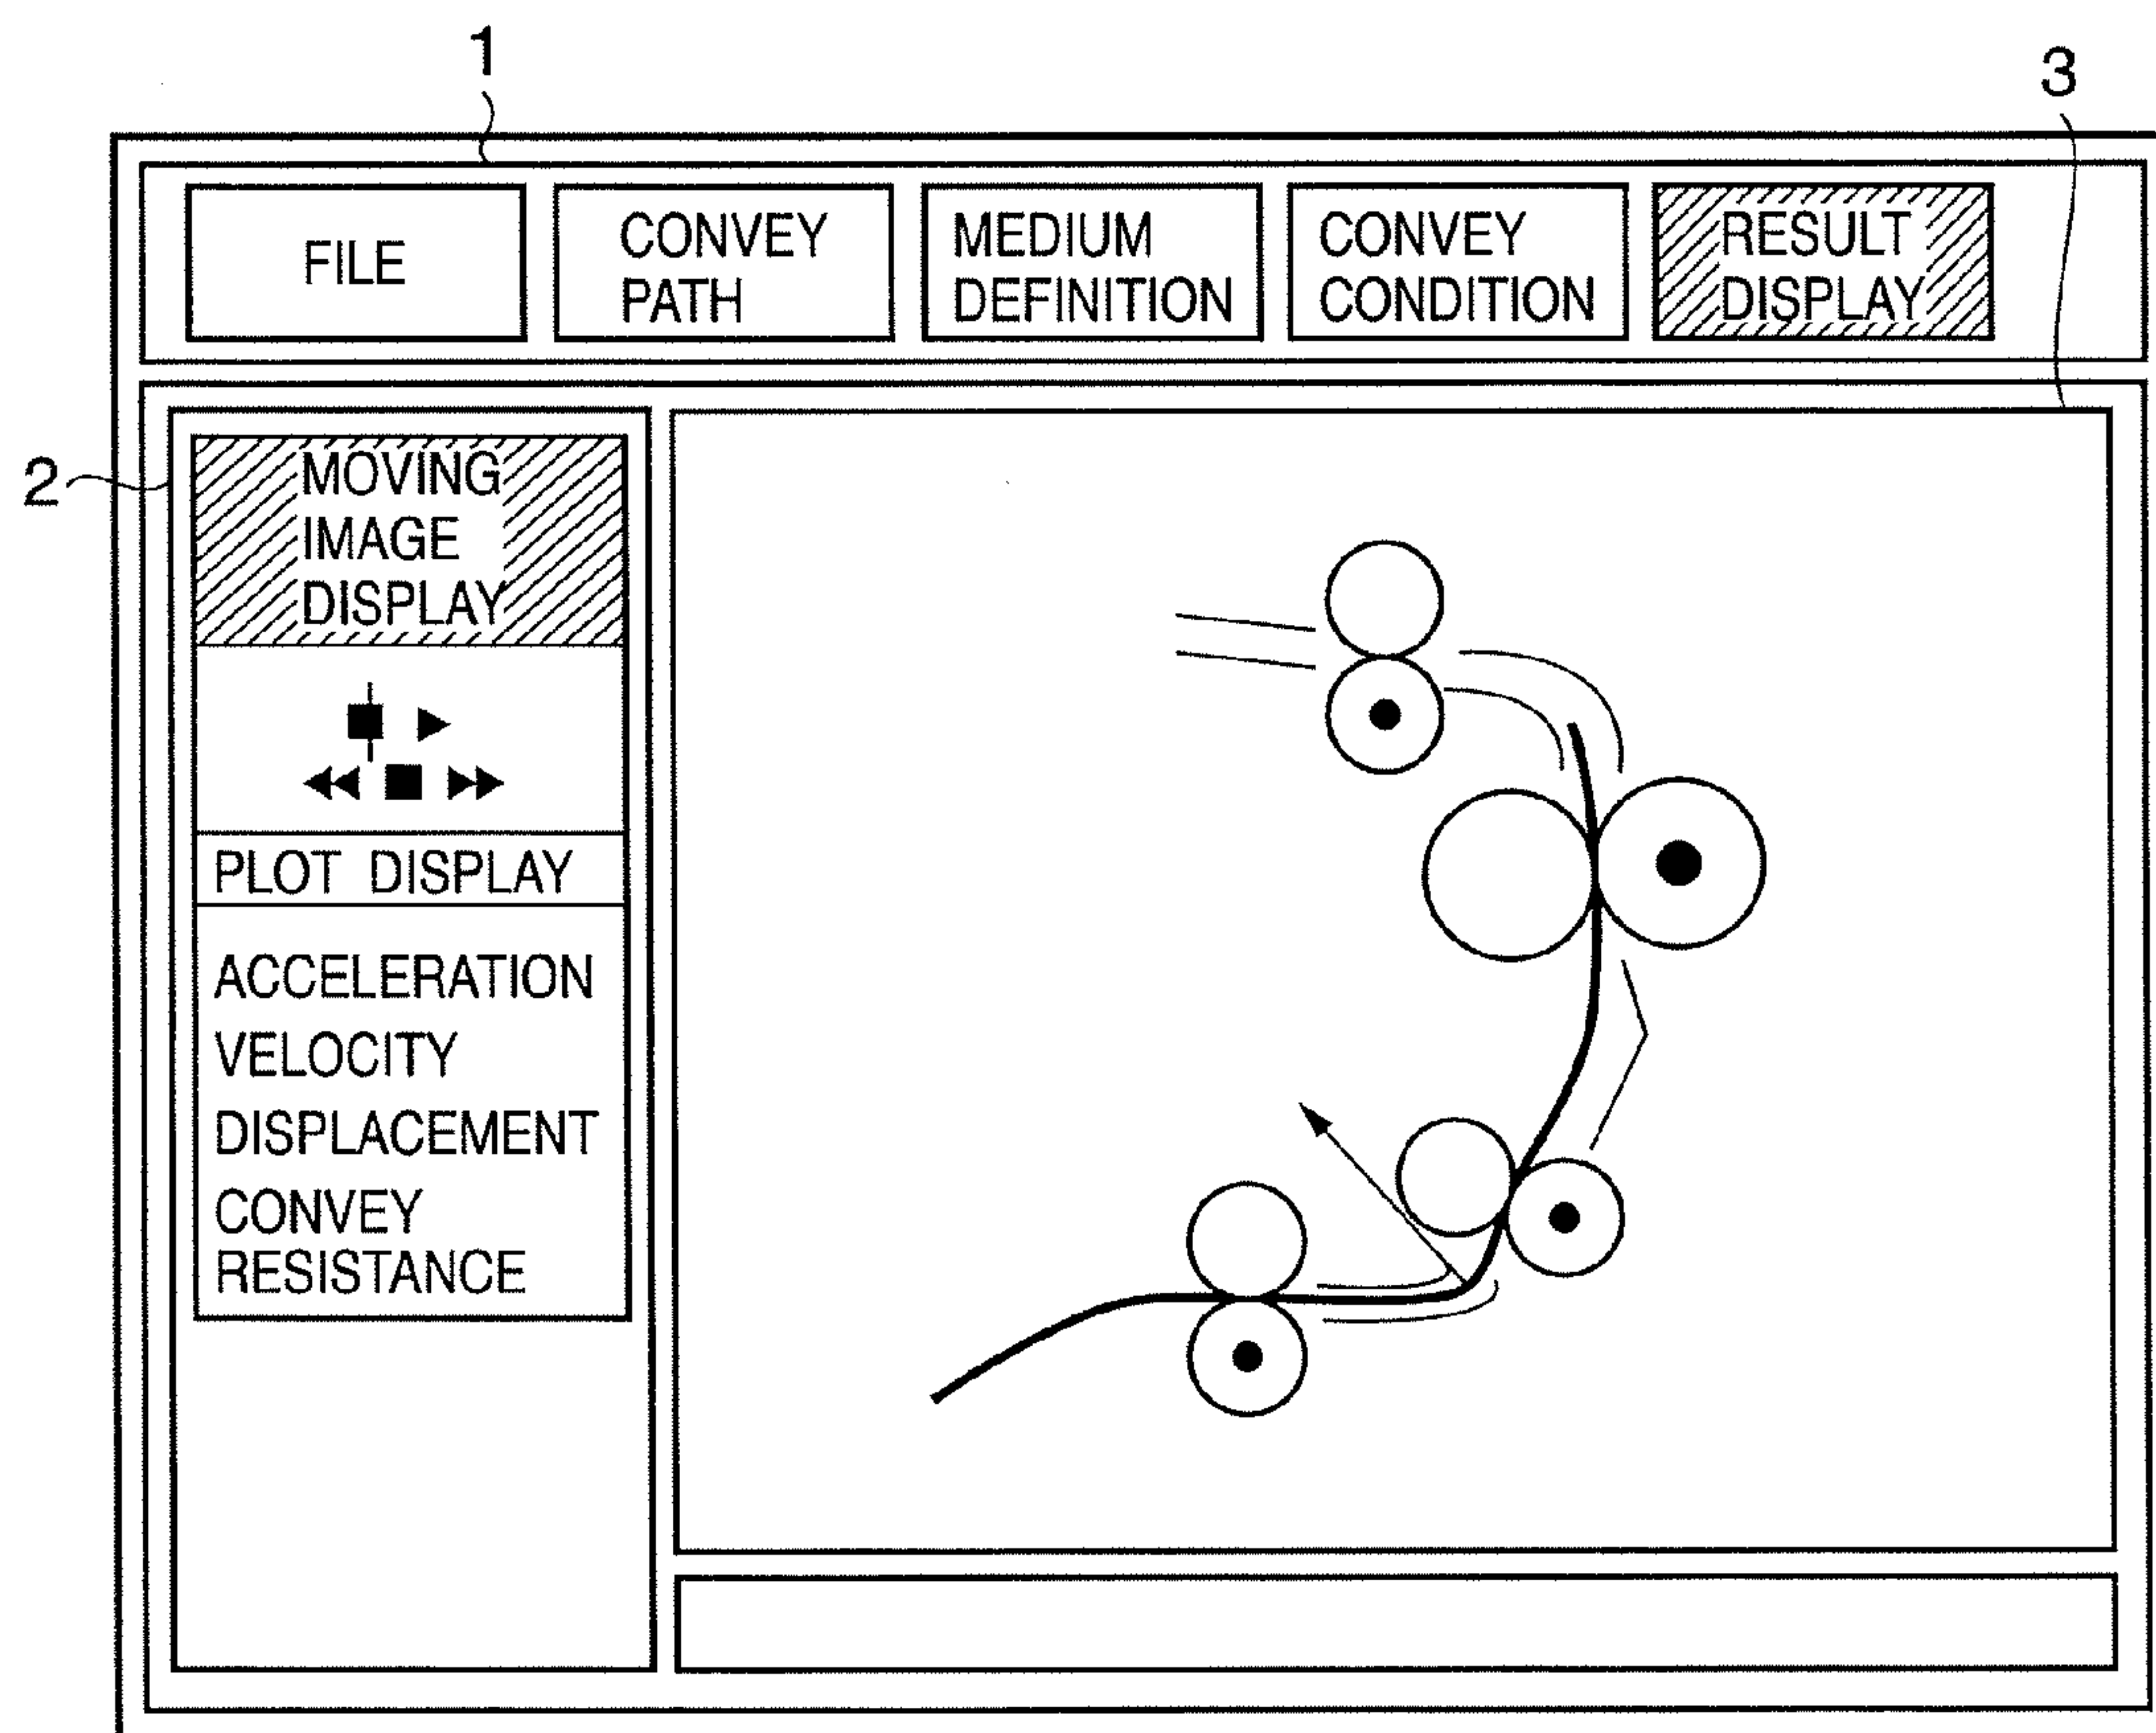 1
3
FILE
CONVEY
PATH
MEDIUM
DEFINITION
CONVEY
CONDITION
RESULT
DISPLAY
2
MOVING
IMAGE
DISPLAY
PLOT DISPLAY
ACCELERATION
VELOCITY
DISPLACEMENT
CONVEY
RESISTANCE